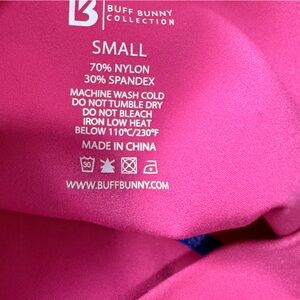 BUFF BUNNY
COLLECTION
SMALL
70% NYLON
30% SPANDEX
MACHINE WASH COLD
DO NOT TUMBLE DRY
DO NOT BLEACH
IRON LOW HEAT
BELOW 110°C/230°F
MADE IN CHINA
30
WWW.BUFFBUNNY.COM